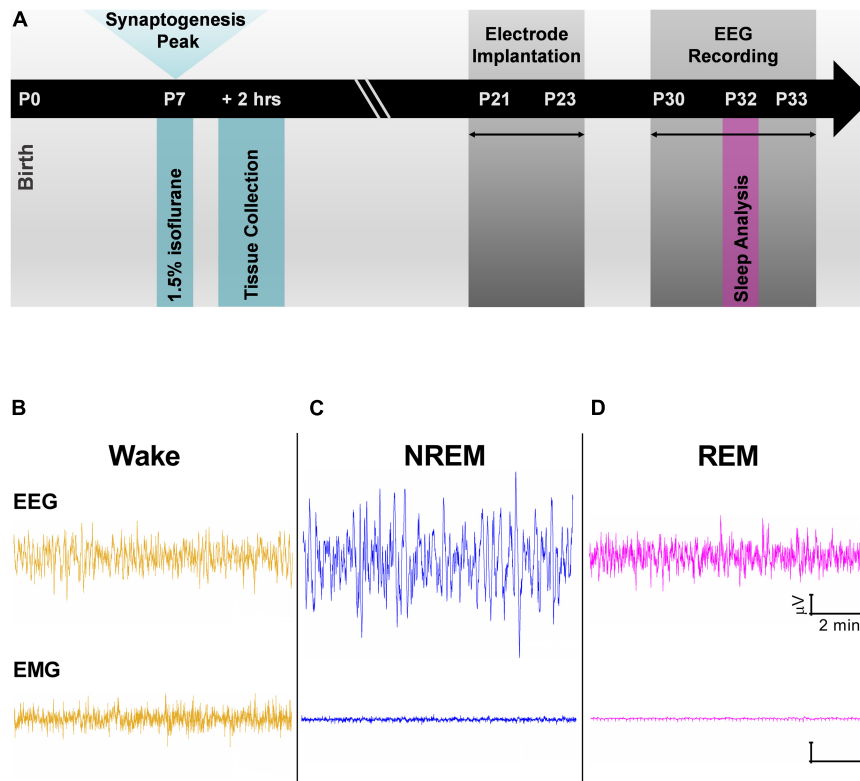 A
Synaptogenesis
Peak
Electrode
Implantation
EEG
Recording
P0
P7
+ 2 hrs
P21
P23
P30
P32
P33
Birth
1.5% isoflurane
Tissue Collection
Sleep Analysis
B
C
D
Wake
NREM
REM
EEG
µV
2 min
EMG